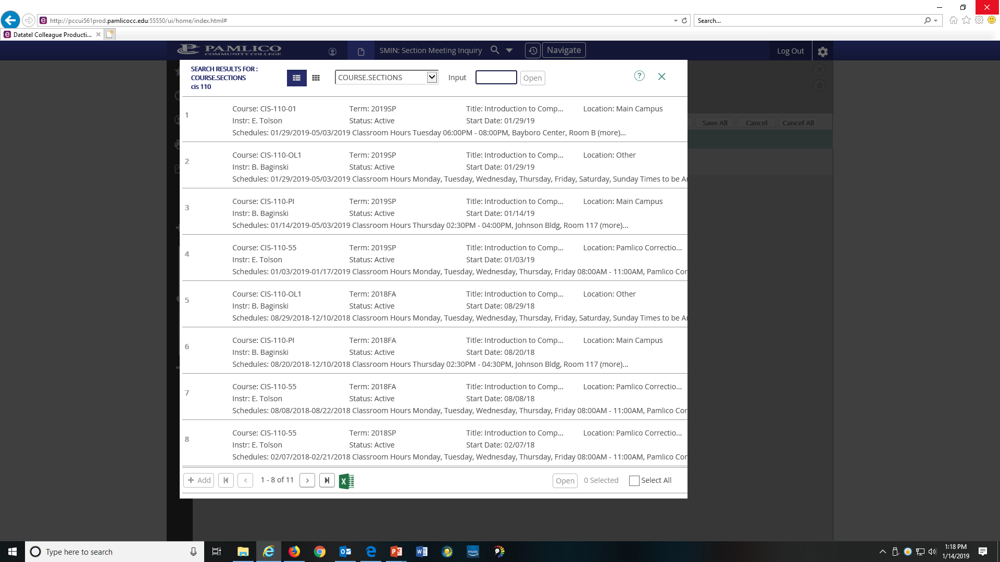 http://pccui561prod.pamlicocc.edu:55550/ui/home/index.html#
Search...
Datatel Colleague Producti...
PAMLICO
COMMUNITY COLLEGE
SMIN: Section Meeting Inquiry
Navigate
Log Out
SEARCH RESULTS FOR :
COURSE.SECTIONS
cis 110
COURSE.SECTIONS
Input
Open
?
Save All
Cancel
Cancel All
1
Course: CIS-110-01 Term: 2019SP Title: Introduction to Comp... Location: Main Campus
Instr: E. Tolson Status: Active Start Date: 01/29/19
Schedules: 01/29/2019-05/03/2019 Classroom Hours Tuesday 06:00PM - 08:00PM, Bayboro Center, Room B (more)...
2
Course: CIS-110-OL1 Term: 2019SP Title: Introduction to Comp... Location: Other
Instr: B. Baginski Status: Active Start Date: 01/29/19
Schedules: 01/29/2019-05/03/2019 Classroom Hours Monday, Tuesday, Wednesday, Thursday, Friday, Saturday, Sunday Times to be
3
Course: CIS-110-PI Term: 2019SP Title: Introduction to Comp... Location: Main Campus
Instr: B. Baginski Status: Active Start Date: 01/14/19
Schedules: 01/14/2019-05/03/2019 Classroom Hours Thursday 02:30PM - 04:00PM, Johnson Bldg, Room 117 (more)...
4
Course: CIS-110-55 Term: 2019SP Title: Introduction to Comp... Location: Pamlico Correctio...
Instr: E. Tolson Status: Active Start Date: 01/03/19
Schedules: 01/03/2019-01/17/2019 Classroom Hours Monday, Tuesday, Wednesday, Thursday, Friday 08:00AM - 11:00AM, Pamlico Cor
5
Course: CIS-110-OL1 Term: 2018FA Title: Introduction to Comp... Location: Other
Instr: B. Baginski Status: Active Start Date: 08/29/18
Schedules: 08/29/2018-12/10/2018 Classroom Hours Monday, Tuesday, Wednesday, Thursday, Friday, Saturday, Sunday Times to be
6
Course: CIS-110-PI Term: 2018FA Title: Introduction to Comp... Location: Main Campus
Instr: B. Baginski Status: Active Start Date: 08/20/18
Schedules: 08/20/2018-12/10/2018 Classroom Hours Thursday 02:30PM - 04:30PM, Johnson Bldg, Room 117 (more)...
7
Course: CIS-110-55 Term: 2018FA Title: Introduction to Comp... Location: Pamlico Correctio...
Instr: E. Tolson Status: Active Start Date: 08/08/18
Schedules: 08/08/2018-08/22/2018 Classroom Hours Monday, Tuesday, Wednesday, Thursday, Friday 08:00AM - 11:00AM, Pamlico Cor
8
Course: CIS-110-55 Term: 2018SP Title: Introduction to Comp... Location: Pamlico Correctio...
Instr: E. Tolson Status: Active Start Date: 02/07/18
Schedules: 02/07/2018-02/21/2018 Classroom Hours Monday, Tuesday, Wednesday, Thursday, Friday 08:00AM - 11:00AM, Pamlico Cor
+ Add 1 - 8 of 11 Open 0 Selected Select All
Type here to search
music
1:18 PM
1/14/2019